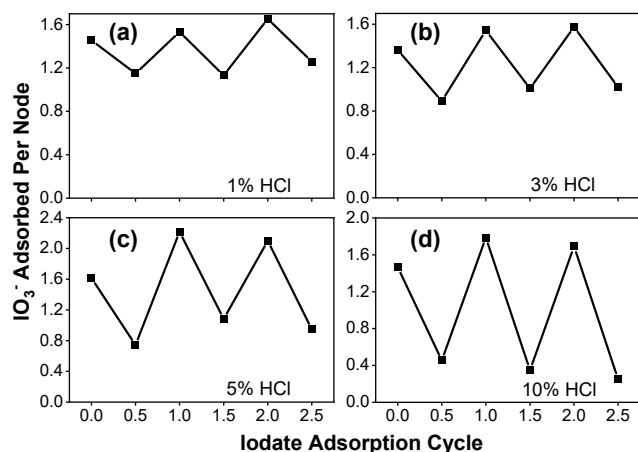 IO3- Adsorbed Per Node
(a)
1.6
1.2
0.8
0.4
0.0
1% HCl
(b)
1.6
1.2
0.8
0.4
0.0
3% HCl
(c)
2.4
2.0
1.6
1.2
0.8
0.4
0.0
5% HCl
0.0 0.5 1.0 1.5 2.0 2.5
(d)
2.0
1.6
1.2
0.8
0.4
0.0
10% HCl
0.0 0.5 1.0 1.5 2.0 2.5
Iodate Adsorption Cycle